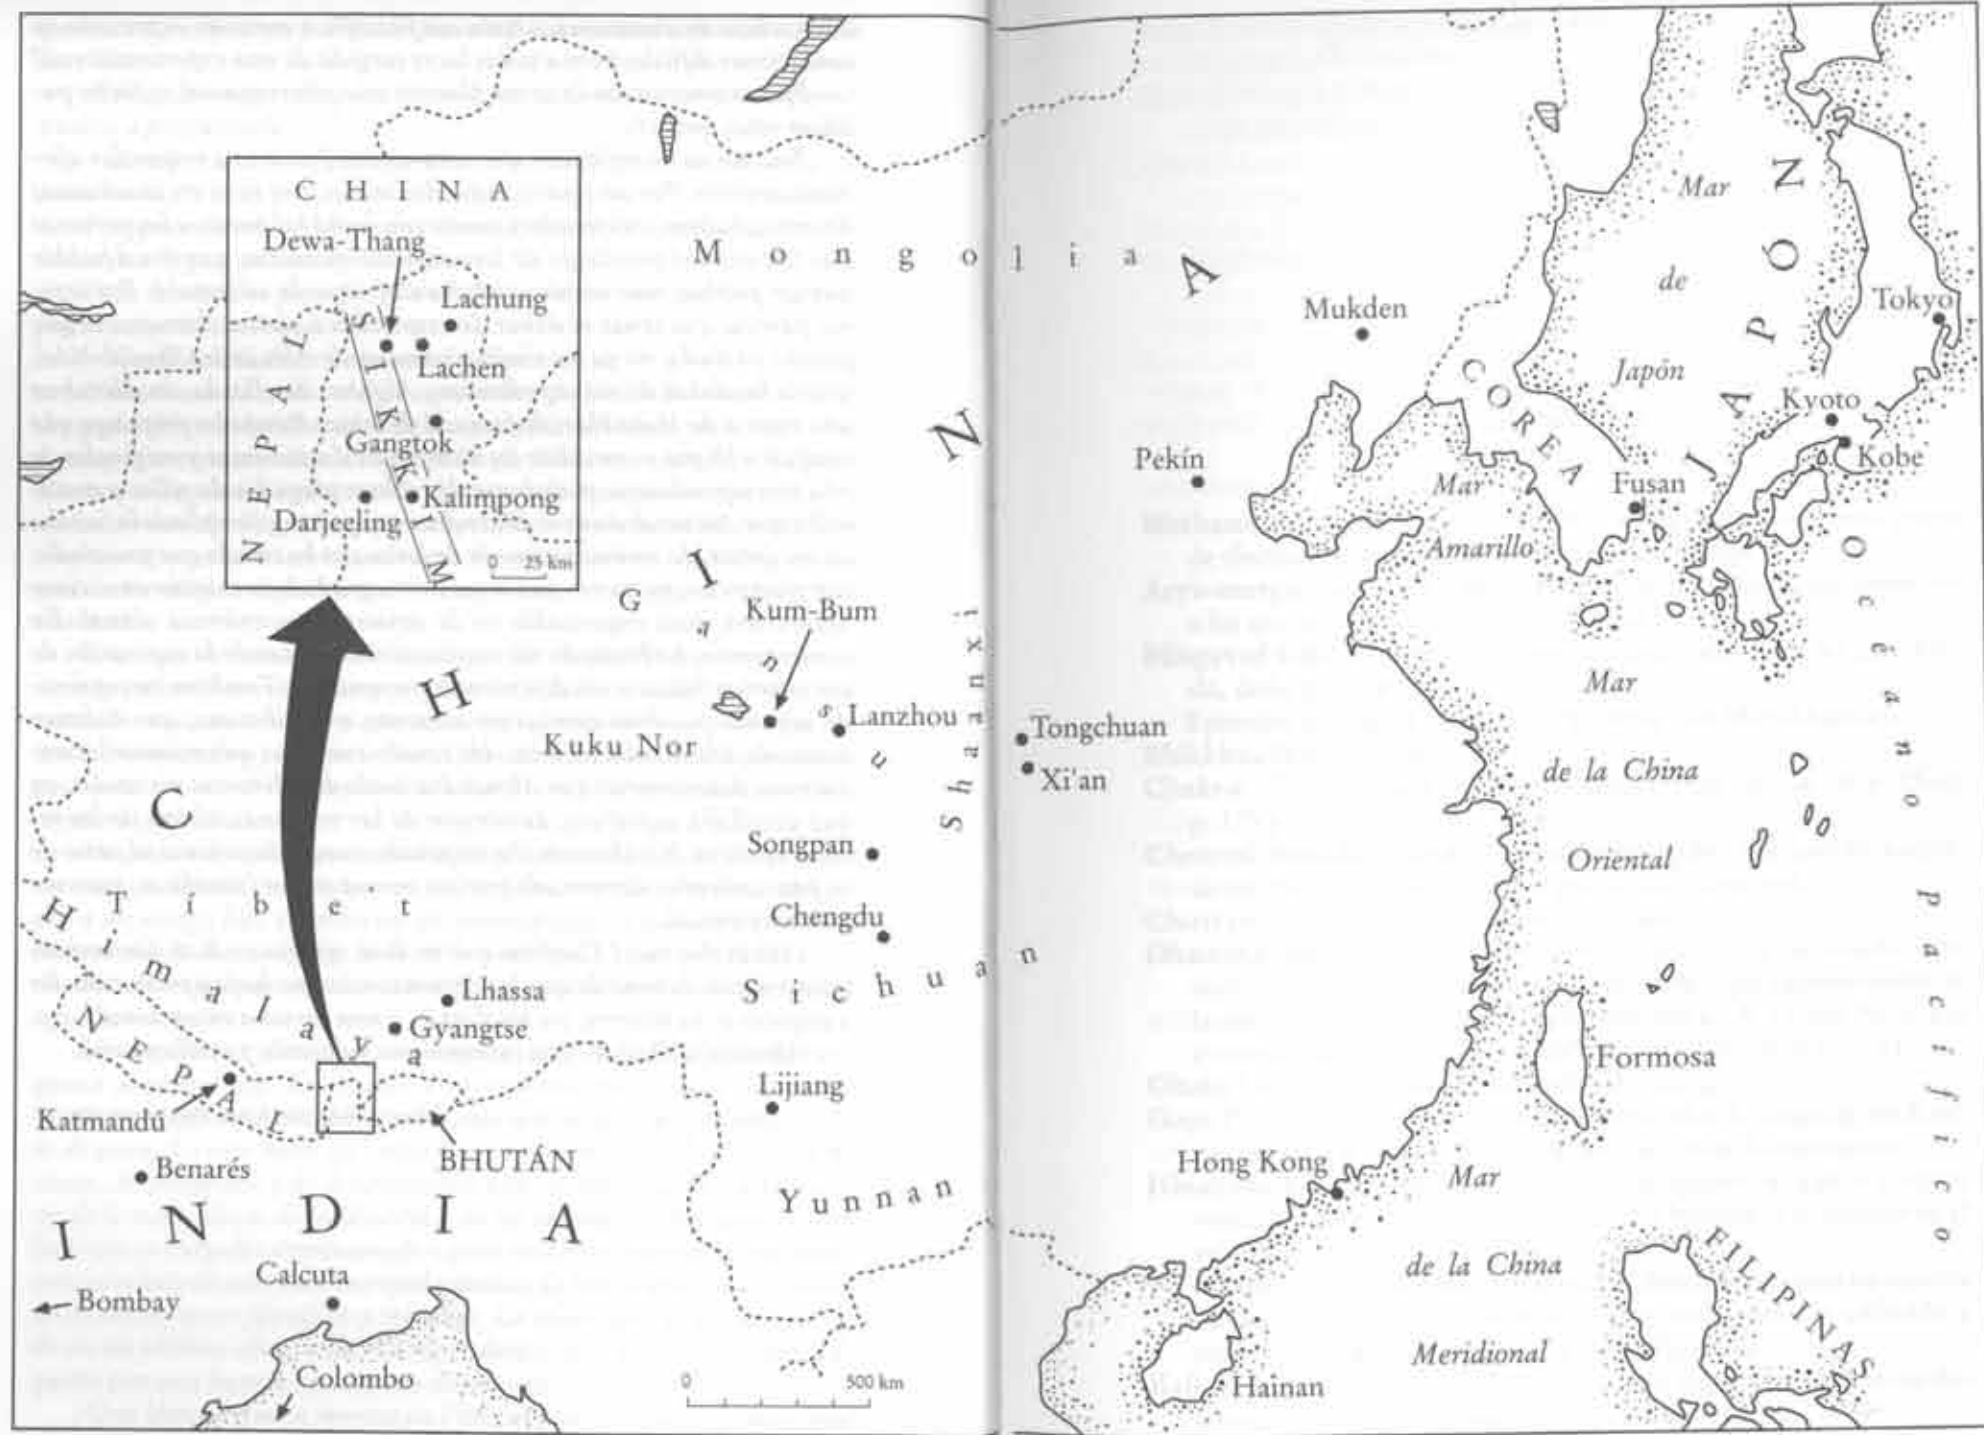 CHINA
Dewa-Thang
Lachung
Lachen
NEPAL
SIKKIM
Gangtok
Kalimpong
Darjeeling
0 25 km
Mongolia
CHINA
Gansu
Kum-Bum
Lanzhou
Kuku Nor
Shaanxi
Tongchuan
Xi'an
Songpan
Chengdu
Sichuan
Tíbet
Himalaya
Lhassa
Gyangtse
NEPAL
Katmandú
BHUTÁN
Lijiang
Yunnan
Benarés
INDIA
Calcuta
Bombay
Colombo
0 500 km
Mukden
Pekín
COREA
Fusan
Mar
de
Japón
JAPÓN
Tokyo
Kyoto
Kobe
Mar
Amarillo
Mar
de la China
Oriental
Océano pacífico
Formosa
Hong Kong
Mar
de la China
Meridional
Hainan
FILIPINAS